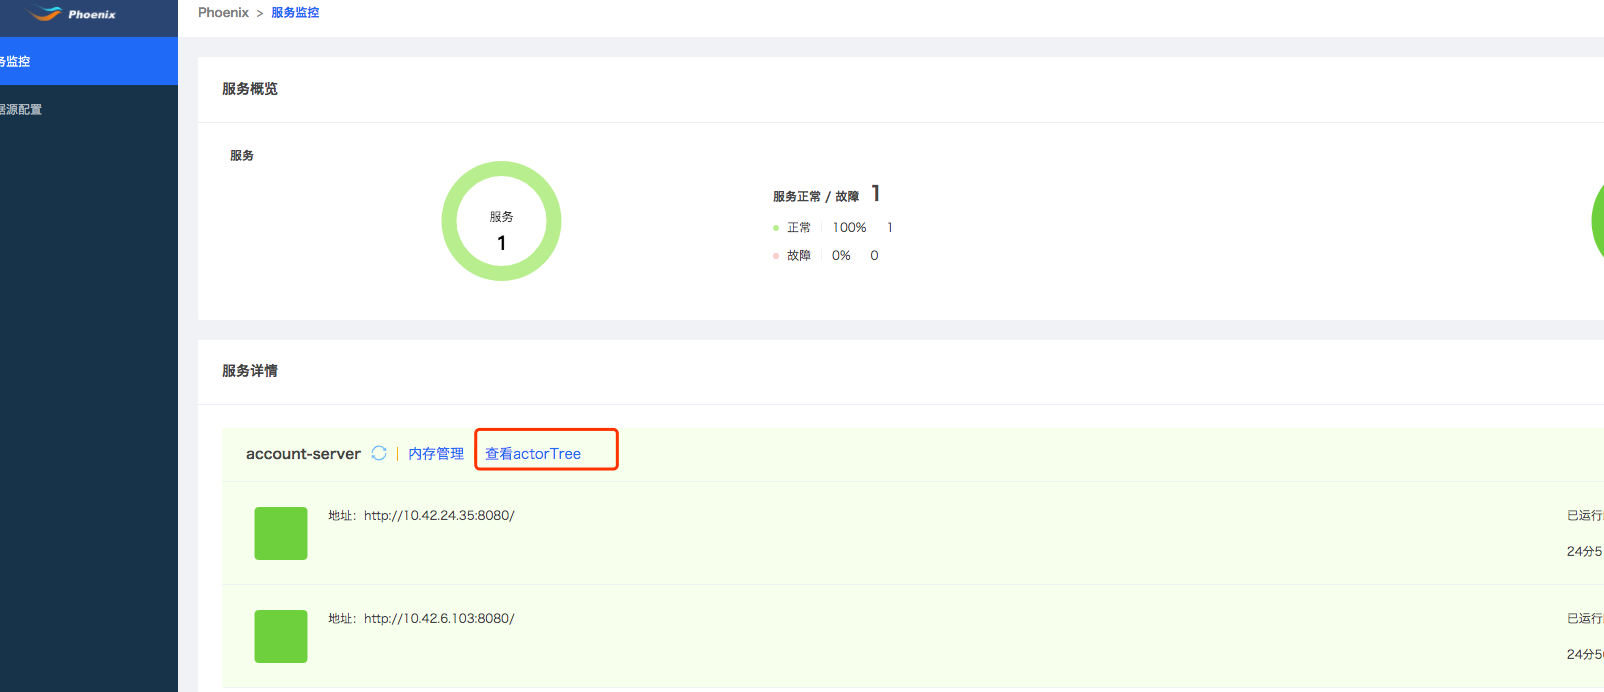 Phoenix
Phoenix > 服务监控
务监控
据源配置
服务概览
服务
服务
1
服务正常 / 故障 1
正常 100% 1
故障 0% 0
服务详情
account-server 内存管理 查看actorTree
地址：http://10.42.24.35:8080/
已运行
24分5
地址：http://10.42.6.103:8080/
已运行
24分5